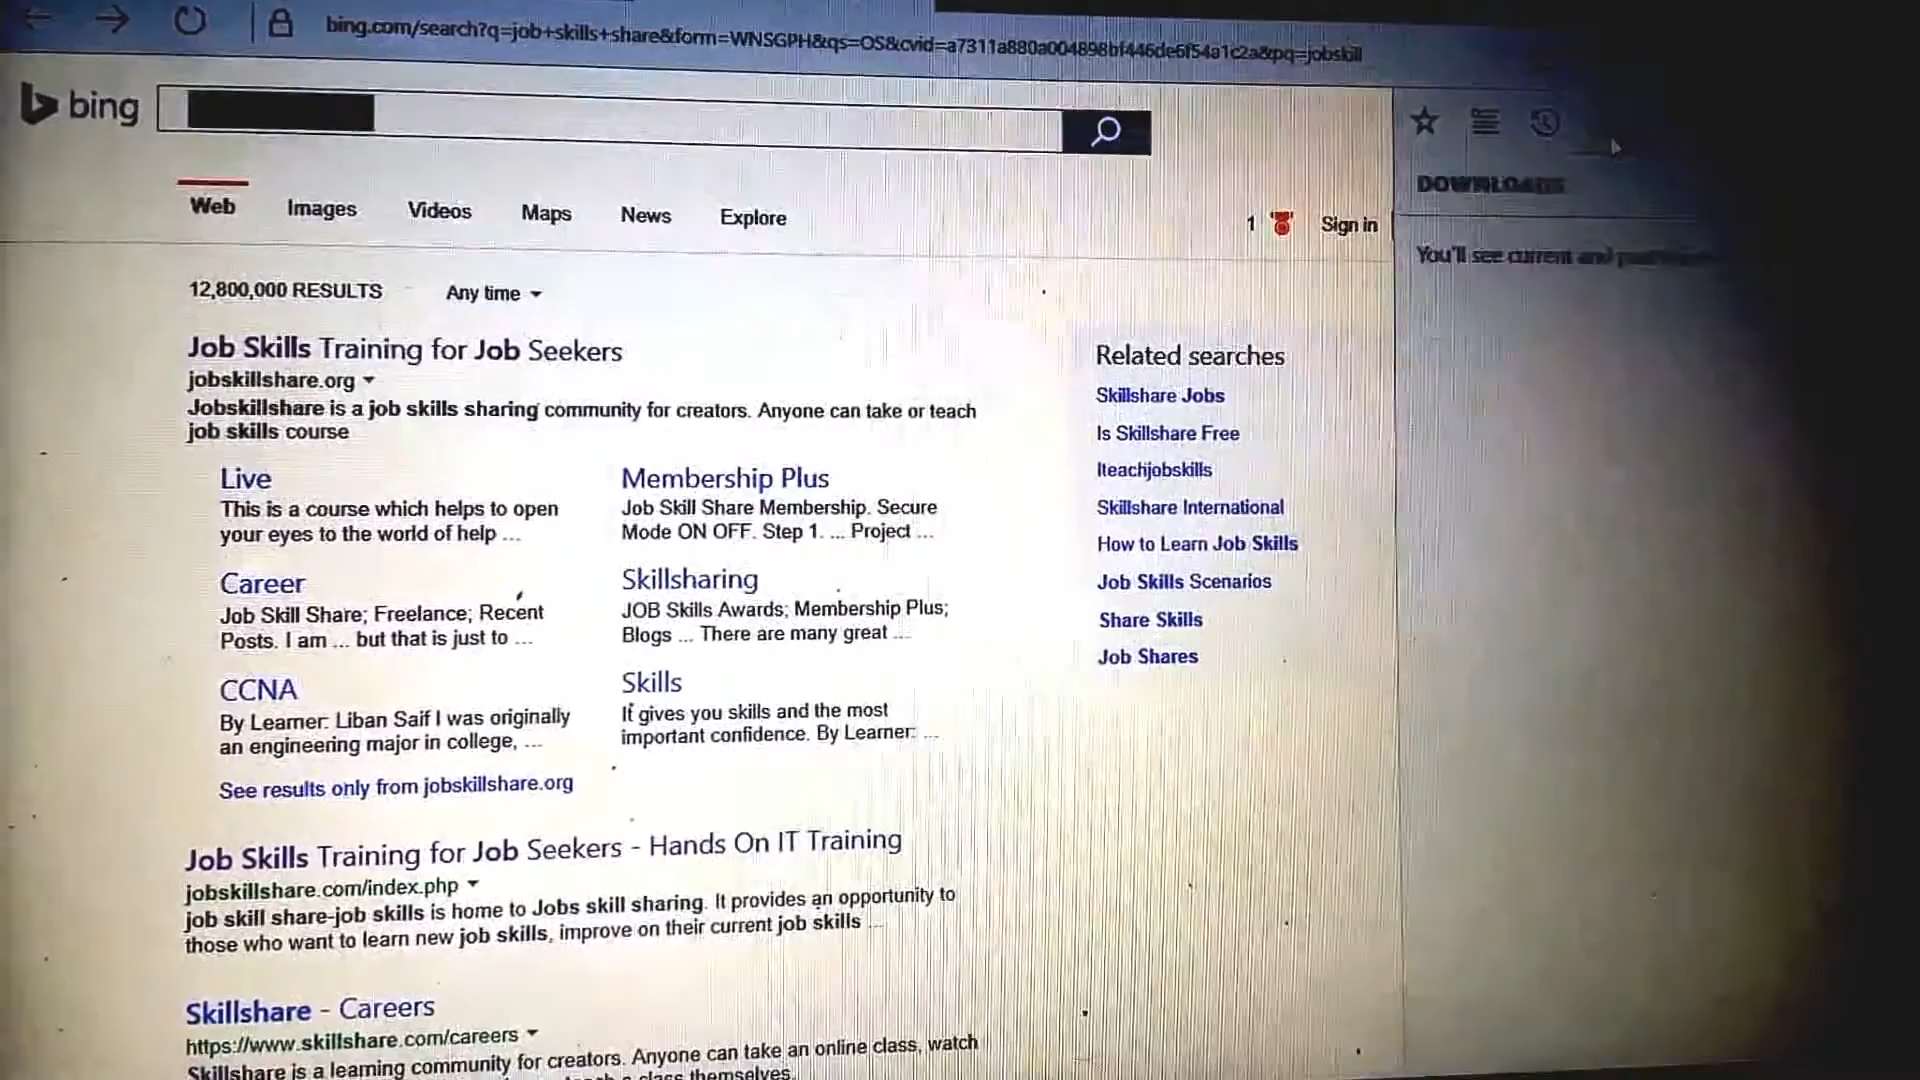 bing.com/search?q=job+skills+share&form=WNSGPH&qs=OS&cvid=a7311a880a004898bf446de6f54a1c2a&pq=jobskill
bing
Web Images Videos Maps News Explore
1 Sign in
DOWNLOADS
You'll see current and past
12,800,000 RESULTS Any time
Job Skills Training for Job Seekers
jobskillshare.org
Jobskillshare is a job skills sharing community for creators. Anyone can take or teach
job skills course
Live
This is a course which helps to open
your eyes to the world of help ...
Membership Plus
Job Skill Share Membership. Secure
Mode ON OFF. Step 1. ... Project ...
Career
Job Skill Share; Freelance; Recent
Posts. I am ... but that is just to ...
Skillsharing
JOB Skills Awards; Membership Plus;
Blogs ... There are many great ...
CCNA
By Learner: Liban Saif I was originally
an engineering major in college, ...
Skills
It gives you skills and the most
important confidence. By Learner: ...
See results only from jobskillshare.org
Job Skills Training for Job Seekers - Hands On IT Training
jobskillshare.com/index.php
job skill share-job skills is home to Jobs skill sharing. It provides an opportunity to
those who want to learn new job skills, improve on their current job skills ...
Skillshare - Careers
https://www.skillshare.com/careers
Skillshare is a learning community for creators. Anyone can take an online class, watch
class themselves.
Related searches
Skillshare Jobs
Is Skillshare Free
Iteachjobskills
Skillshare International
How to Learn Job Skills
Job Skills Scenarios
Share Skills
Job Shares